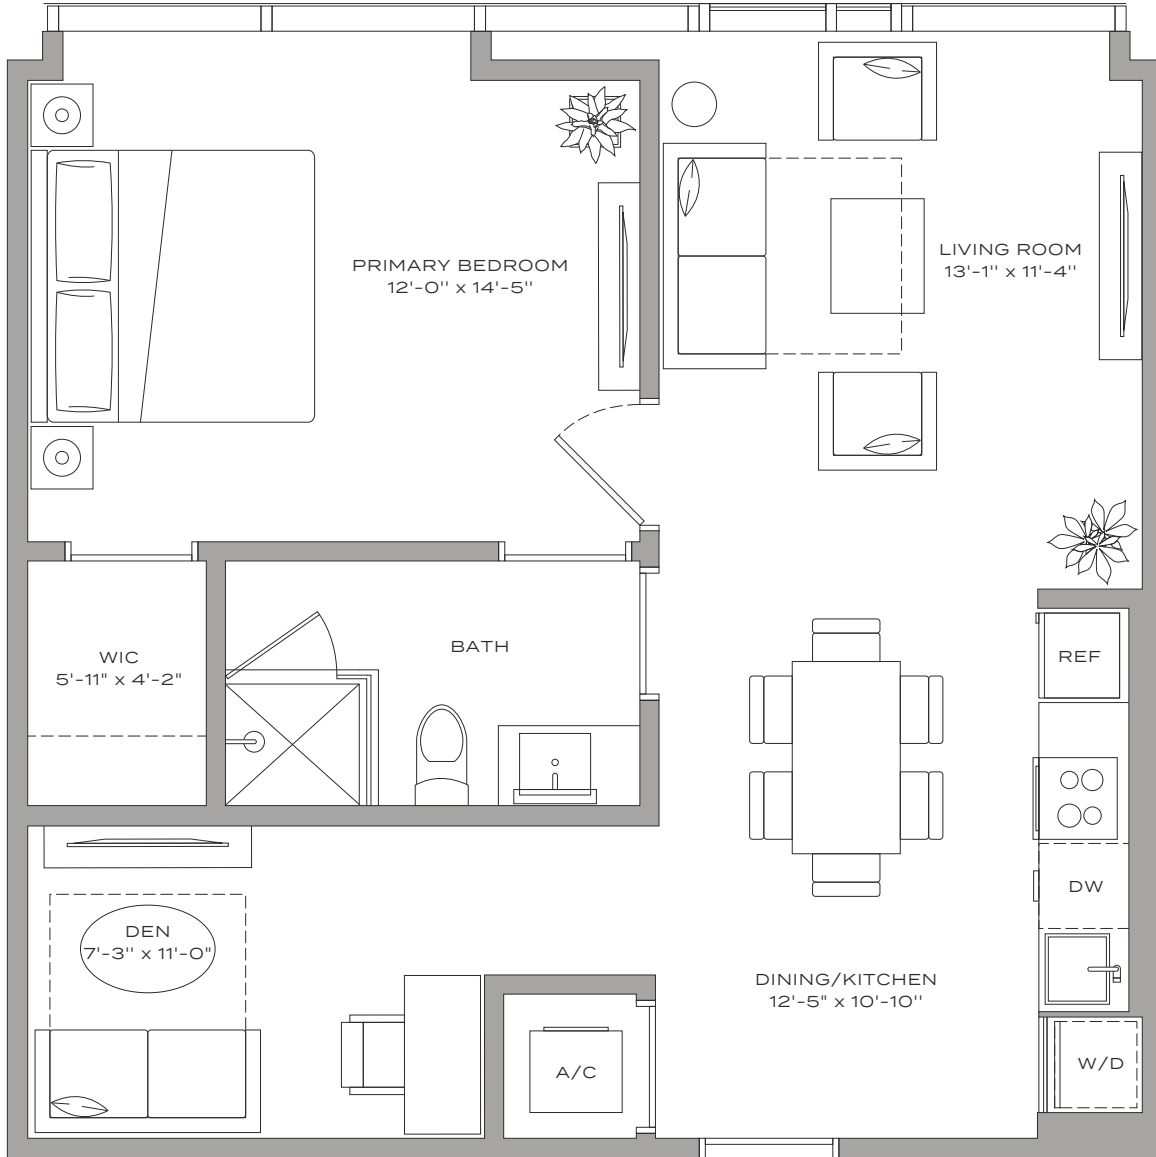 PRIMARY BEDROOM
12'-0'' x 14'-5''
LIVING ROOM
13'-1'' x 11'-4''
WIC
5'-11" x 4'-2"
BATH
REF
DW
DEN
7'-3'' x 11'-0"
DINING/KITCHEN
12'-5" x 10'-10''
A/C
W/D